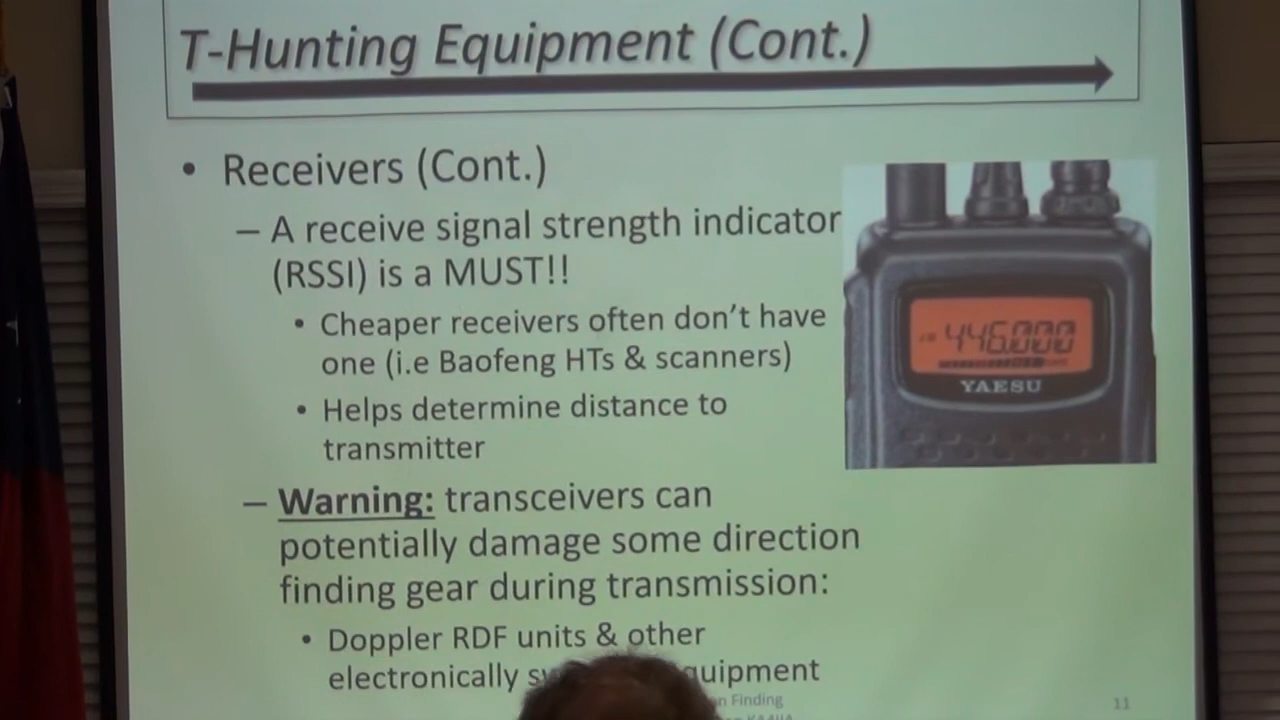 T-Hunting Equipment (Cont.)
• Receivers (Cont.)
– A receive signal strength indicator
(RSSI) is a MUST!!
• Cheaper receivers often don't have
one (i.e Baofeng HTs & scanners)
• Helps determine distance to
transmitter
– Warning: transceivers can
potentially damage some direction
finding gear during transmission:
• Doppler RDF units & other
electronically
446.000
YAESU
Finding
11